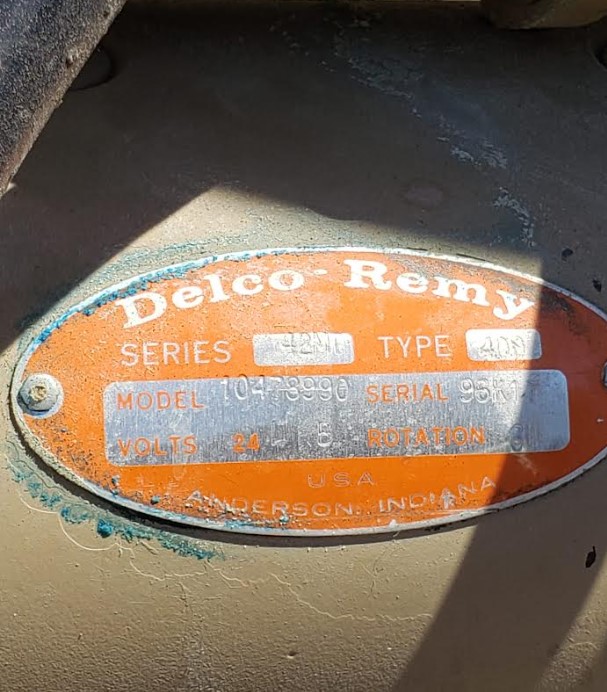 Delco-Remy
SERIES 42MT TYPE 400
MODEL 10478990 SERIAL
VOLTS 24 ROTATION
USA
ANDERSON, INDIANA